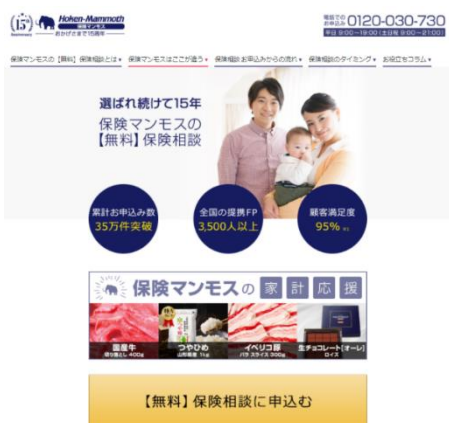 15th
Hoken-Mammoth
保険マンモス
おかげさまで15周年
電話での
お申込み
0120-030-730
平日 9:00~19:00 (土日祝 9:00~21:00)
保険マンモスの【無料】保険相談とは
保険マンモスはここが違う
保険相談 お申込みからの流れ
保険相談のタイミング
お役立ちコラム
選ばれ続けて15年
保険マンモスの
【無料】保険相談
累計お申込み数
35万件突破
全国の提携FP
3,500人以上
顧客満足度
95%
保険マンモスの家計応援
国産牛
切り落とし 400g
つやひめ
山形県産 1kg
イベリコ豚
バラ スライス 300g
生チョコレート[オーレ]
ロイズ
【無料】保険相談に申込む